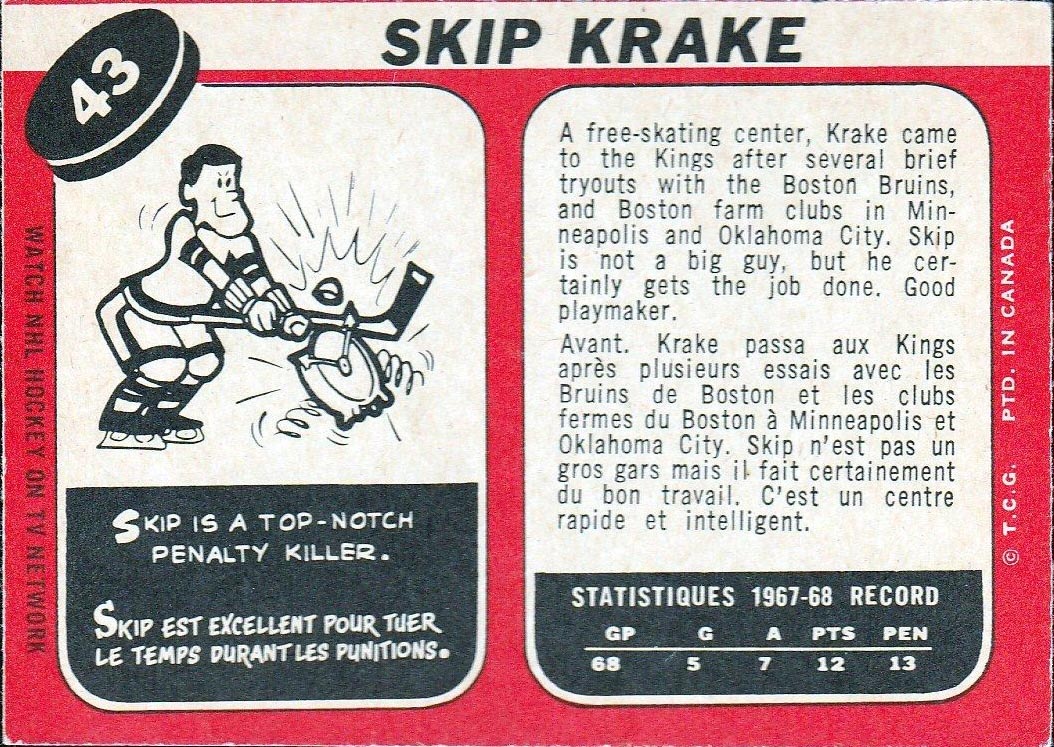 SKIP KRAKE
43
WATCH NHL HOCKEY ON TV NETWORK
SKIP IS A TOP-NOTCH
PENALTY KILLER.
SKIP EST EXCELLENT POUR TUER
LE TEMPS DURANT LES PUNITIONS.
A free-skating center, Krake came
to the Kings after several brief
tryouts with the Boston Bruins,
and Boston farm clubs in Min-
neapolis and Oklahoma City. Skip
is not a big guy, but he cer-
tainly gets the job done. Good
playmaker.
Avant. Krake passa aux Kings
après plusieurs essais avec les
Bruins de Boston et les clubs
fermes du Boston à Minneapolis et
Oklahoma City. Skip n'est pas un
gros gars mais il fait certainement
du bon travail. C'est un centre
rapide et intelligent.
STATISTIQUES 1967-68 RECORD
GP G A PTS PEN
68 5 7 12 13
© T.C.G. PTD. IN CANADA